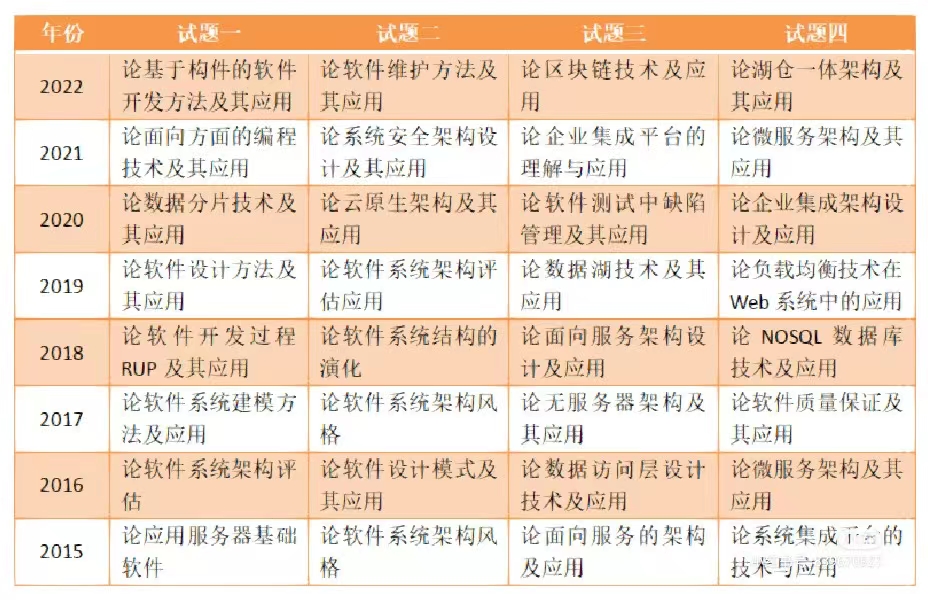 年份 试题一 试题二 试题三 试题四
2022 论基于构件的软件 论软件维护方法及 论区块链技术及应 论湖仓一体架构及
开发方法及其应用 其应用 用 其应用
2021 论面向方面的编程 论系统安全架构设 论企业集成平台的 论微服务架构及其
技术及其应用 计及其应用 理解与应用 应用
2020 论数据分片技术及 论云原生架构及其 论软件测试中缺陷 论企业集成架构设
其应用 应用 管理及其应用 计及应用
2019 论软件设计方法及 论软件系统架构评 论数据湖技术及其 论负载均衡技术在
其应用 估应用 应用 Web 系统中的应用
2018 论软件开发过程 论软件系统结构的 论面向服务架构设 论 NOSQL 数据库
RUP 及其应用 演化 计及应用 技术及应用
2017 论软件系统建模方 论软件系统架构风 论无服务器架构及 论软件质量保证及
法及应用 格 其应用 其应用
2016 论软件系统架构评 论软件设计模式及 论数据访问层设计 论微服务架构及其
估 其应用 技术及应用 应用
2015 论应用服务器基础 论软件系统架构风 论面向服务的架构 论系统集成平台的
软件 格 及应用 技术与应用